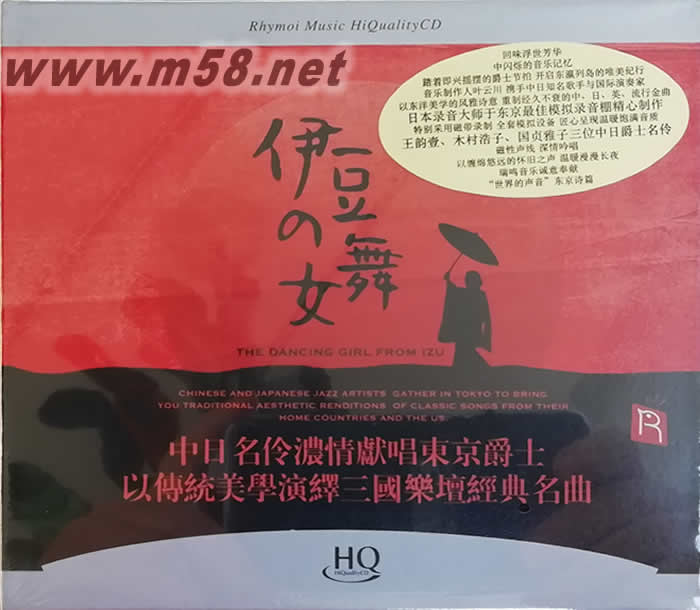 Rhymoi Music HiQualityCD
www.m58.net
回味浮世芳华
中闪烁的音乐记忆
踏着即兴摇摆的爵士节拍 开启东瀛列岛的唯美纪行
音乐制作人叶云川 携手中日知名歌手与国际演奏家
以东洋美学的风雅诗意 重制经久不衰的中、日、英、流行金曲
日本录音大师于东京最佳模拟录音棚精心制作
特别采用磁带录制 全套模拟设备 匠心呈现温暖饱满音质
王韵壹、木村浩子、国贞雅子三位中日爵士名伶
磁性声线 深情吟唱
以缠绵悠远的怀旧之声 温暖漫漫长夜
瑞鸣音乐诚意奉献
“世界的声音”东京诗篇
伊豆の舞女
THE DANCING GIRL FROM IZU
CHINESE AND JAPANESE JAZZ ARTISTS GATHER IN TOKYO TO BRING
YOU TRADITIONAL AESTHETIC RENDITIONS OF CLASSIC SONGS FROM THEIR
HOME COUNTRIES AND THE US.
R
中日名伶濃情獻唱東京爵士
以傳統美學演繹三國樂壇經典名曲
HQ
HiQualityCD